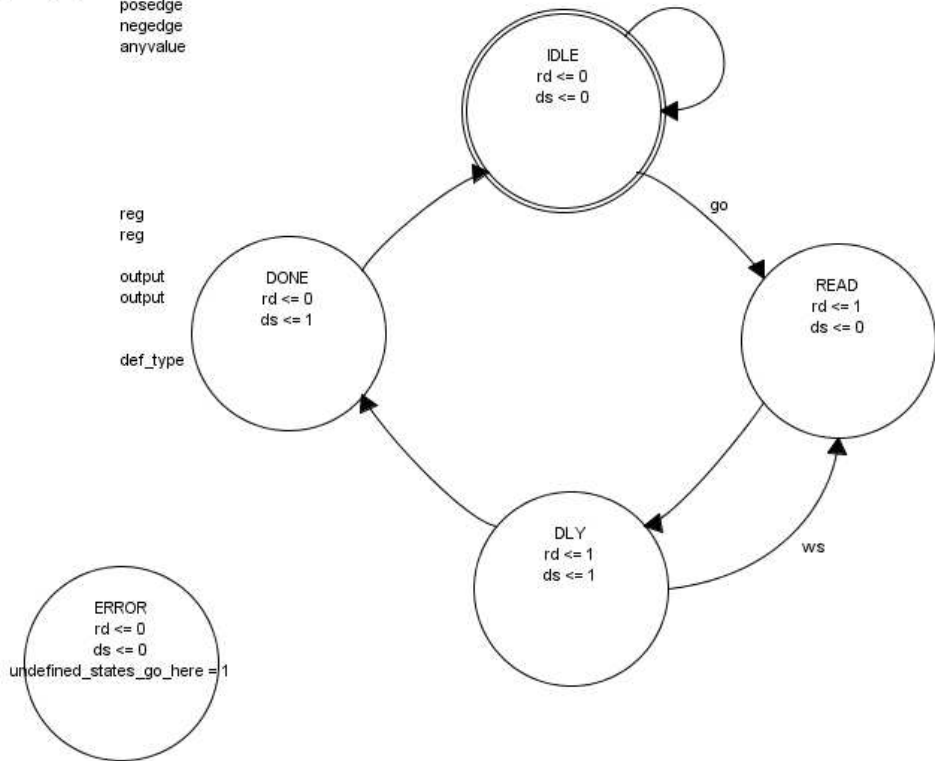 posedge
negedge
anyvalue
IDLE
rd <= 0
ds <= 0
go
reg
reg
output
output
def_type
DONE
rd <= 0
ds <= 1
READ
rd <= 1
ds <= 0
DLY
rd <= 1
ds <= 1
ws
ERROR
rd <= 0
ds <= 0
undefined_states_go_here = 1